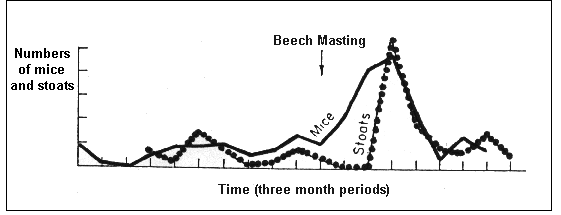 Beech Masting
Numbers
of mice
and stoats
Mice
Stoats
Time (three month periods)